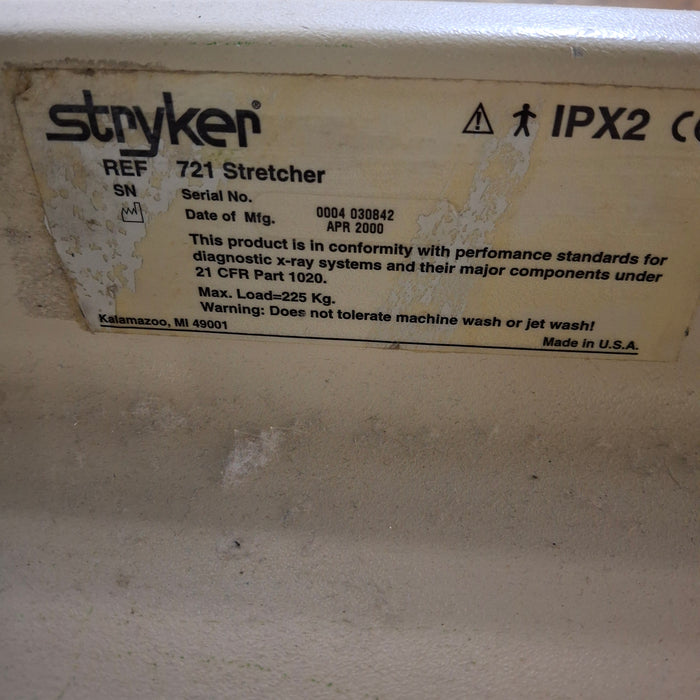 stryker®
IPX2 CE
REF 721 Stretcher
SN Serial No.
0004 030842
Date of Mfg.
APR 2000
This product is in conformity with perfomance standards for
diagnostic x-ray systems and their major components under
21 CFR Part 1020.
Max. Load=225 Kg.
Warning: Does not tolerate machine wash or jet wash!
Kalamazoo, MI 49001
Made in U.S.A.